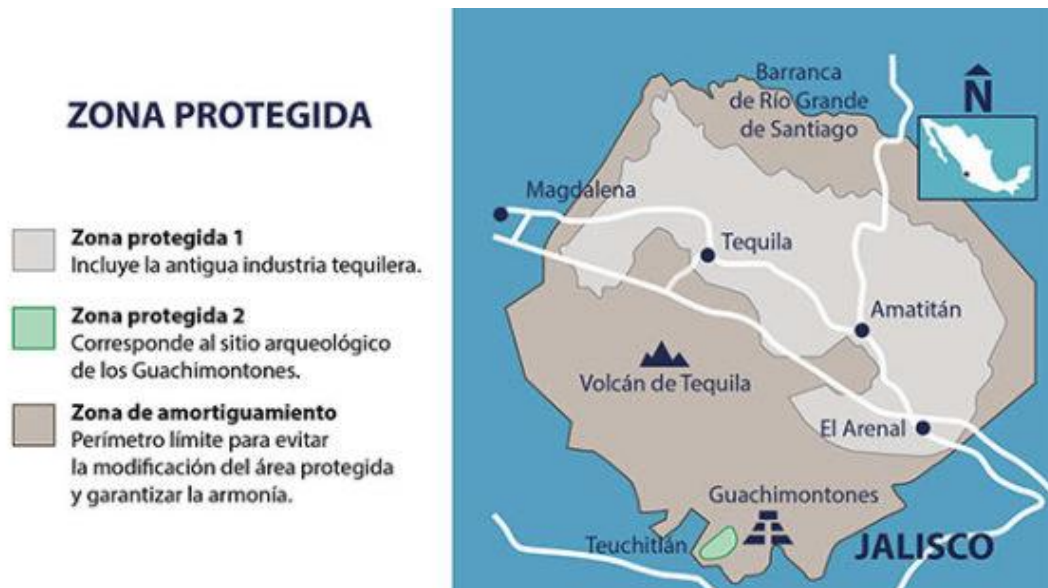 ZONA PROTEGIDA
Zona protegida 1
Incluye la antigua industria tequilera.
Zona protegida 2
Corresponde al sitio arqueológico
de los Guachimontones.
Zona de amortiguamiento
Perímetro límite para evitar
la modificación del área protegida
y garantizar la armonía.
Barranca
de Río Grande
de Santiago
N
Magdalena
Tequila
Amatitán
Volcán de Tequila
El Arenal
Guachimontones
Teuchitlán
JALISCO